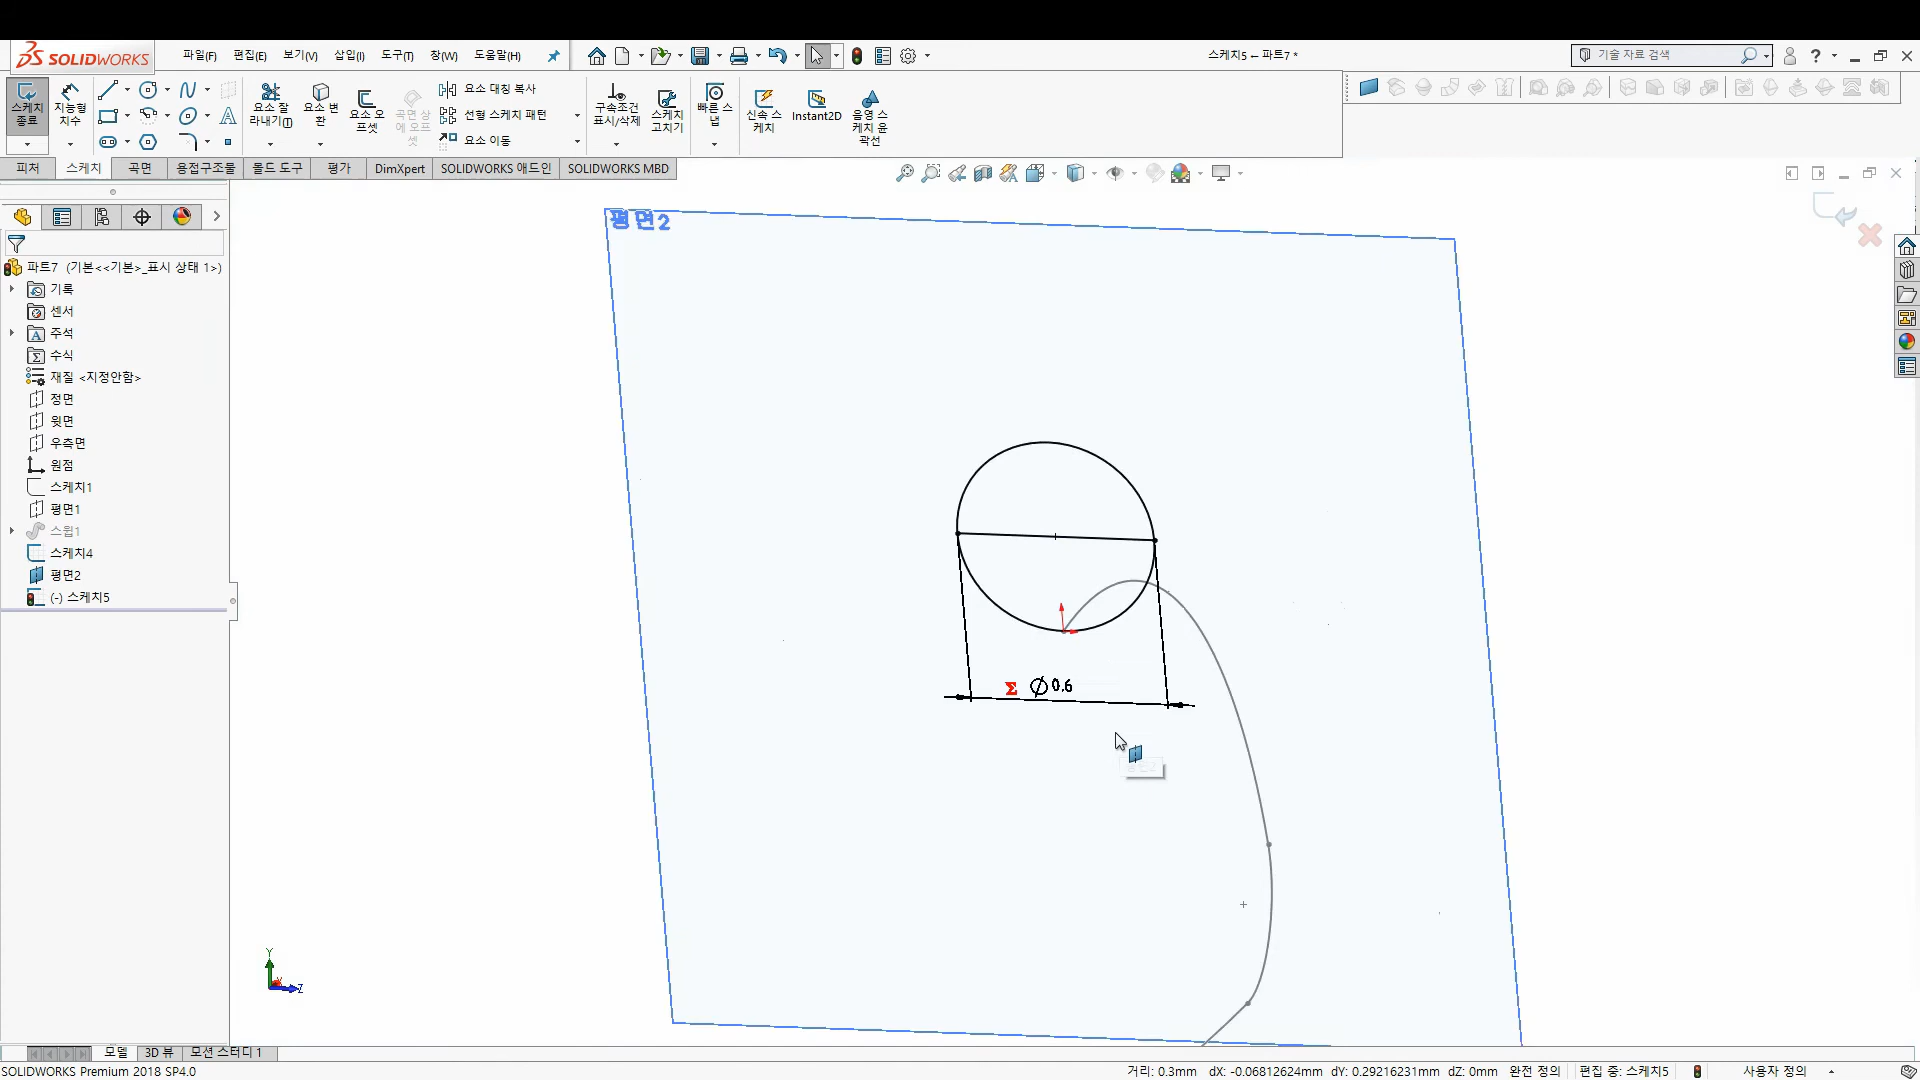 SOLIDWORKS 파일(F) 편집(E) 보기(V) 삽입(I) 도구(T) 창(W) 도움말(H) 스케치5 ← 파트7 * 기술 자료 검색
스케치 종료
지능형 치수
요소 잘라내기(T)
요소 변환
요소 오프셋
곡면 상에 오프셋
요소 대칭 복사
선형 스케치 패턴
요소 이동
구속조건 표시/삭제
스케치 고치기
빠른 스냅
신속 스케치
Instant2D
음영 스케치 윤곽선
피처 스케치 곡면 용접구조물 몰드 도구 평가 DimXpert SOLIDWORKS 애드인 SOLIDWORKS MBD
평면2
파트7 (기본<<기본>_표시 상태 1>)
기록
센서
주석
수식
재질 <지정안함>
정면
윗면
우측면
원점
스케치1
평면1
스윕1
스케치4
평면2
(-) 스케치5
Σ ∅0.6
Y
Z
모델 3D 뷰 모션 스터디 1
SOLIDWORKS Premium 2018 SP4.0 거리: 0.3mm dX: -0.06812624mm dY: 0.29216231mm dZ: 0mm 완전 정의 편집 중: 스케치5 사용자 정의